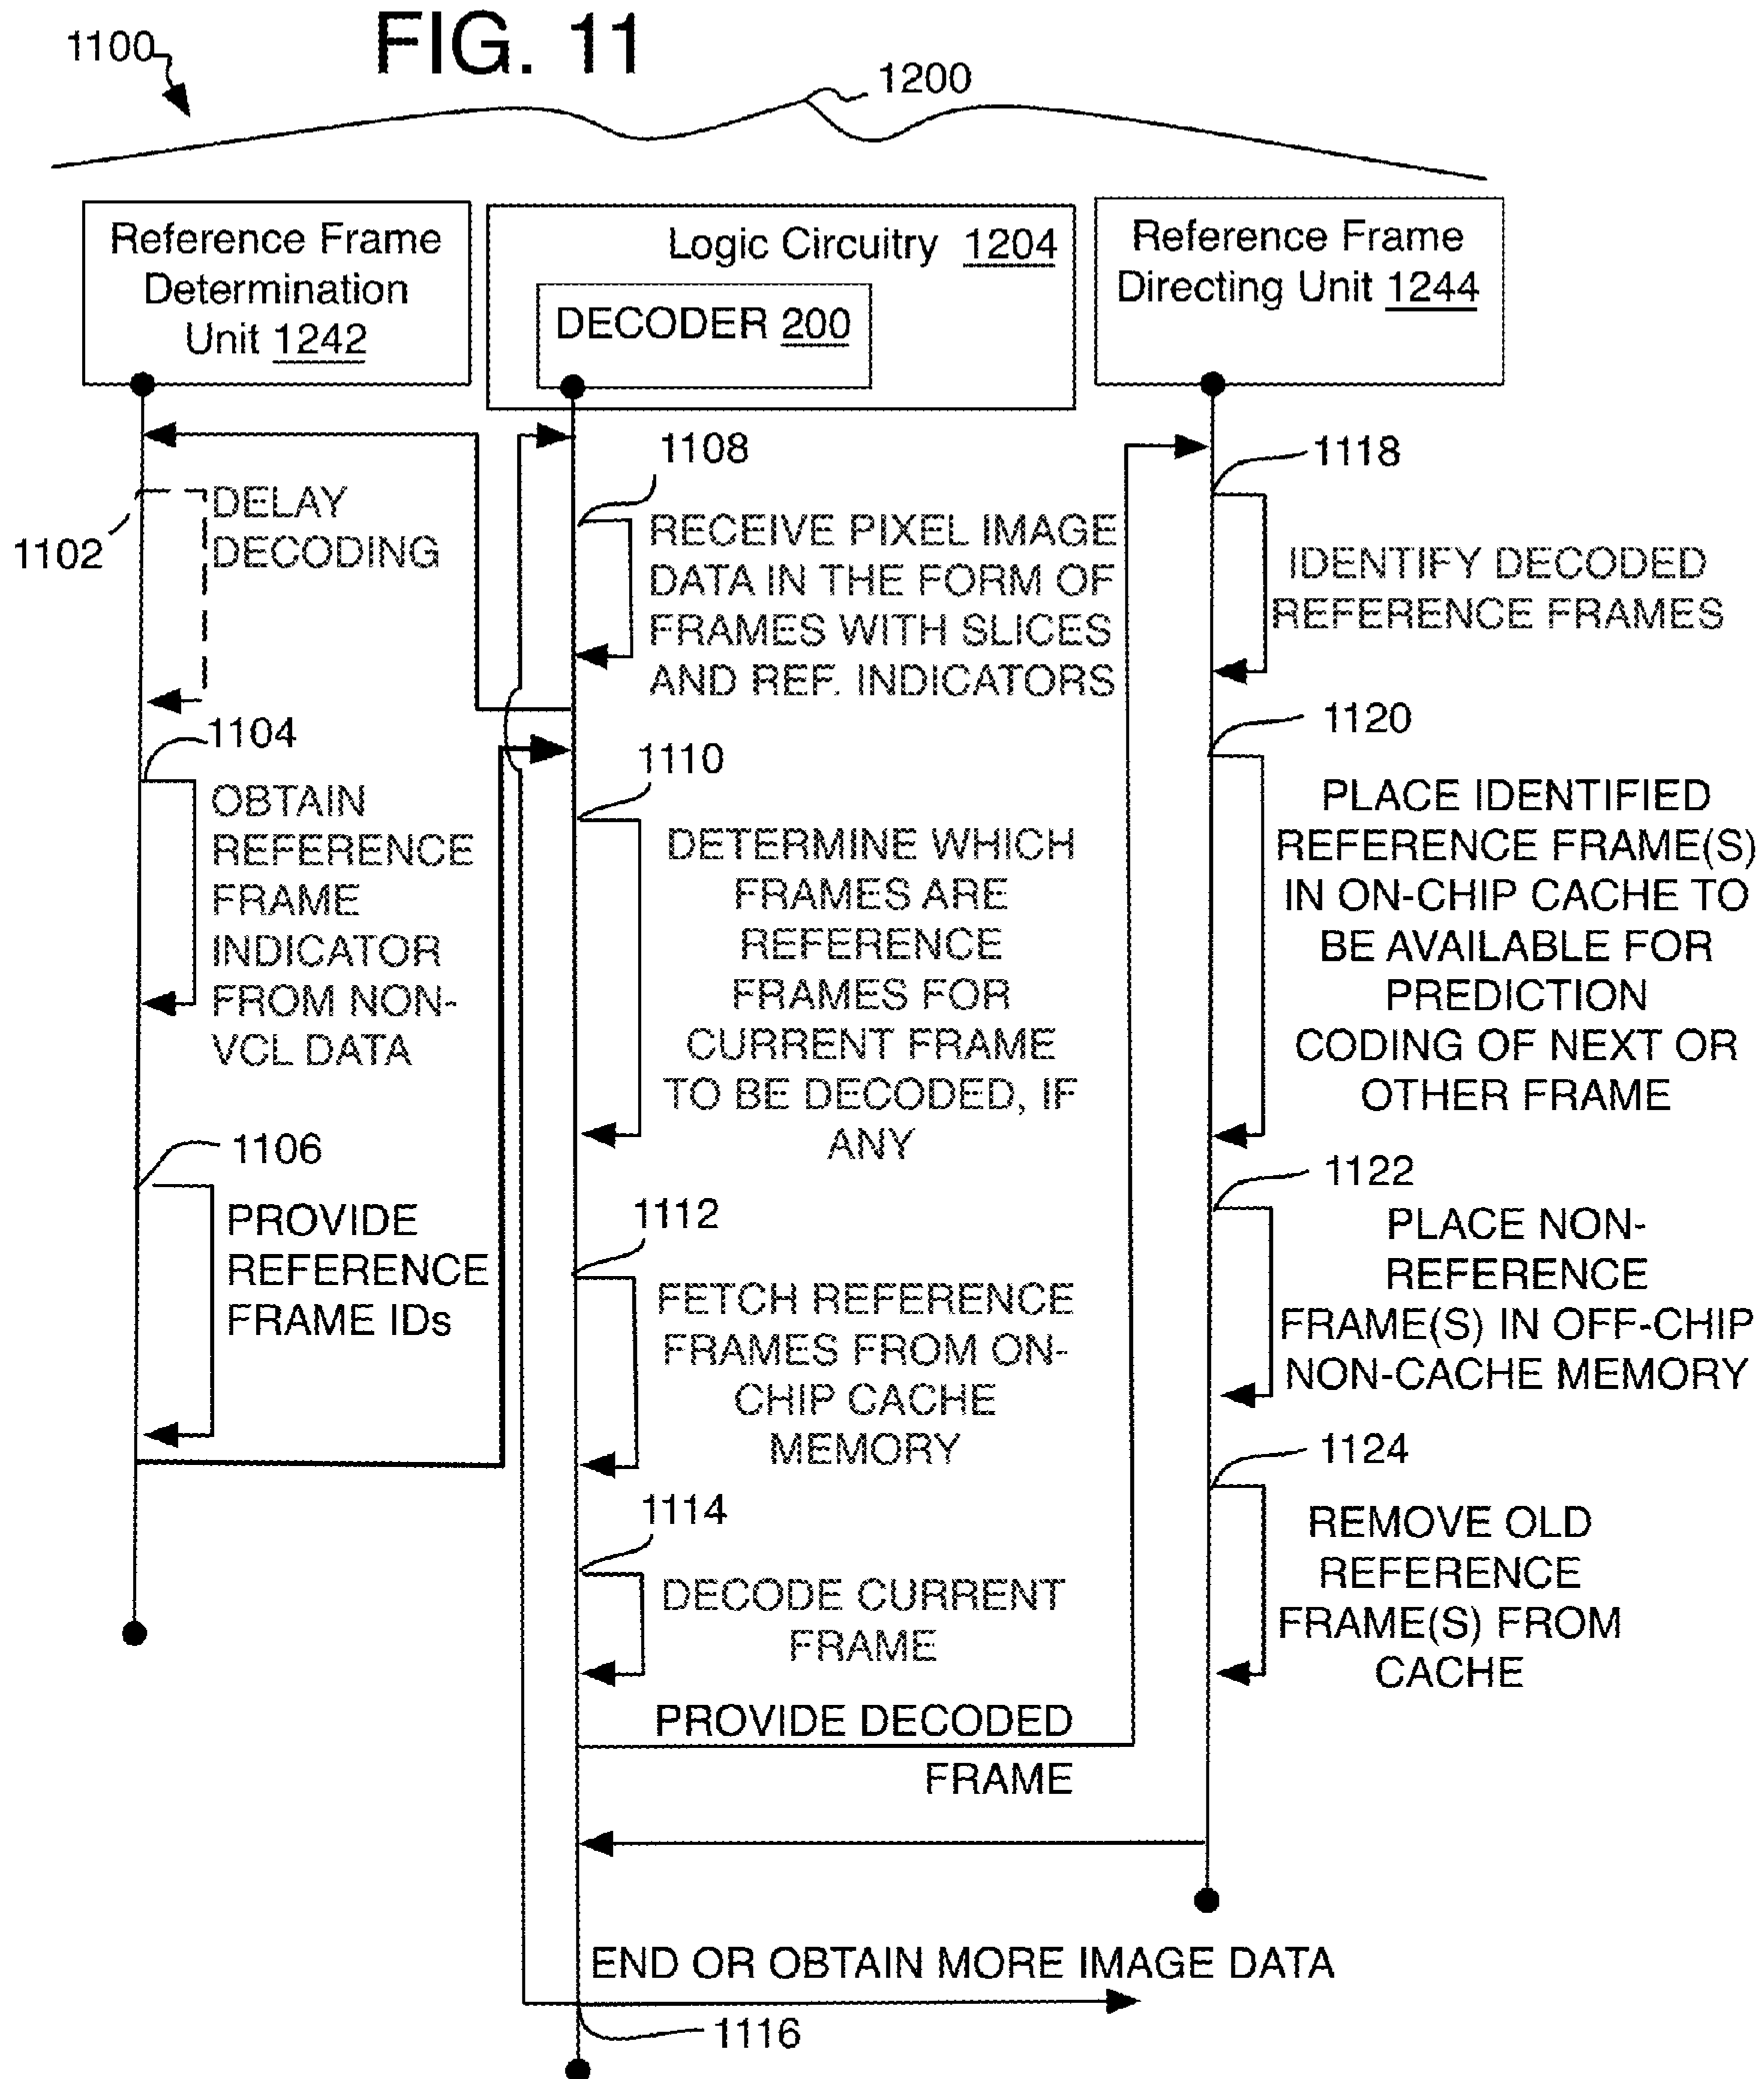 FIG. 11
1100
1200
Reference Frame
Determination
Unit 1242
Logic Circuitry 1204
DECODER 200
Reference Frame
Directing Unit 1244
1102
DELAY
DECODING
1104
OBTAIN
REFERENCE
FRAME
INDICATOR
FROM NON-
VCL DATA
1106
PROVIDE
REFERENCE
FRAME IDs
1108
RECEIVE PIXEL IMAGE
DATA IN THE FORM OF
FRAMES WITH SLICES
AND REF. INDICATORS
1110
DETERMINE WHICH
FRAMES ARE
REFERENCE
FRAMES FOR
CURRENT FRAME
TO BE DECODED, IF
ANY
1112
FETCH REFERENCE
FRAMES FROM ON-
CHIP CACHE
MEMORY
1114
DECODE CURRENT
FRAME
PROVIDE DECODED
FRAME
1118
IDENTIFY DECODED
REFERENCE FRAMES
1120
PLACE IDENTIFIED
REFERENCE FRAME(S)
IN ON-CHIP CACHE TO
BE AVAILABLE FOR
PREDICTION
CODING OF NEXT OR
OTHER FRAME
1122
PLACE NON-
REFERENCE
FRAME(S) IN OFF-CHIP
NON-CACHE MEMORY
1124
REMOVE OLD
REFERENCE
FRAME(S) FROM
CACHE
END OR OBTAIN MORE IMAGE DATA
1116